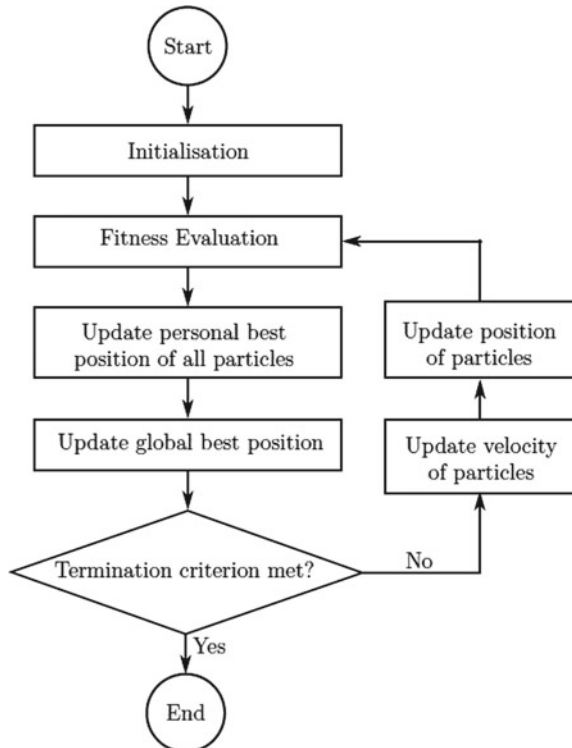 Start
Initialisation
Fitness Evaluation
Update personal best
position of all particles
Update global best position
Termination criterion met?
No
Update velocity
of particles
Update position
of particles
Yes
End